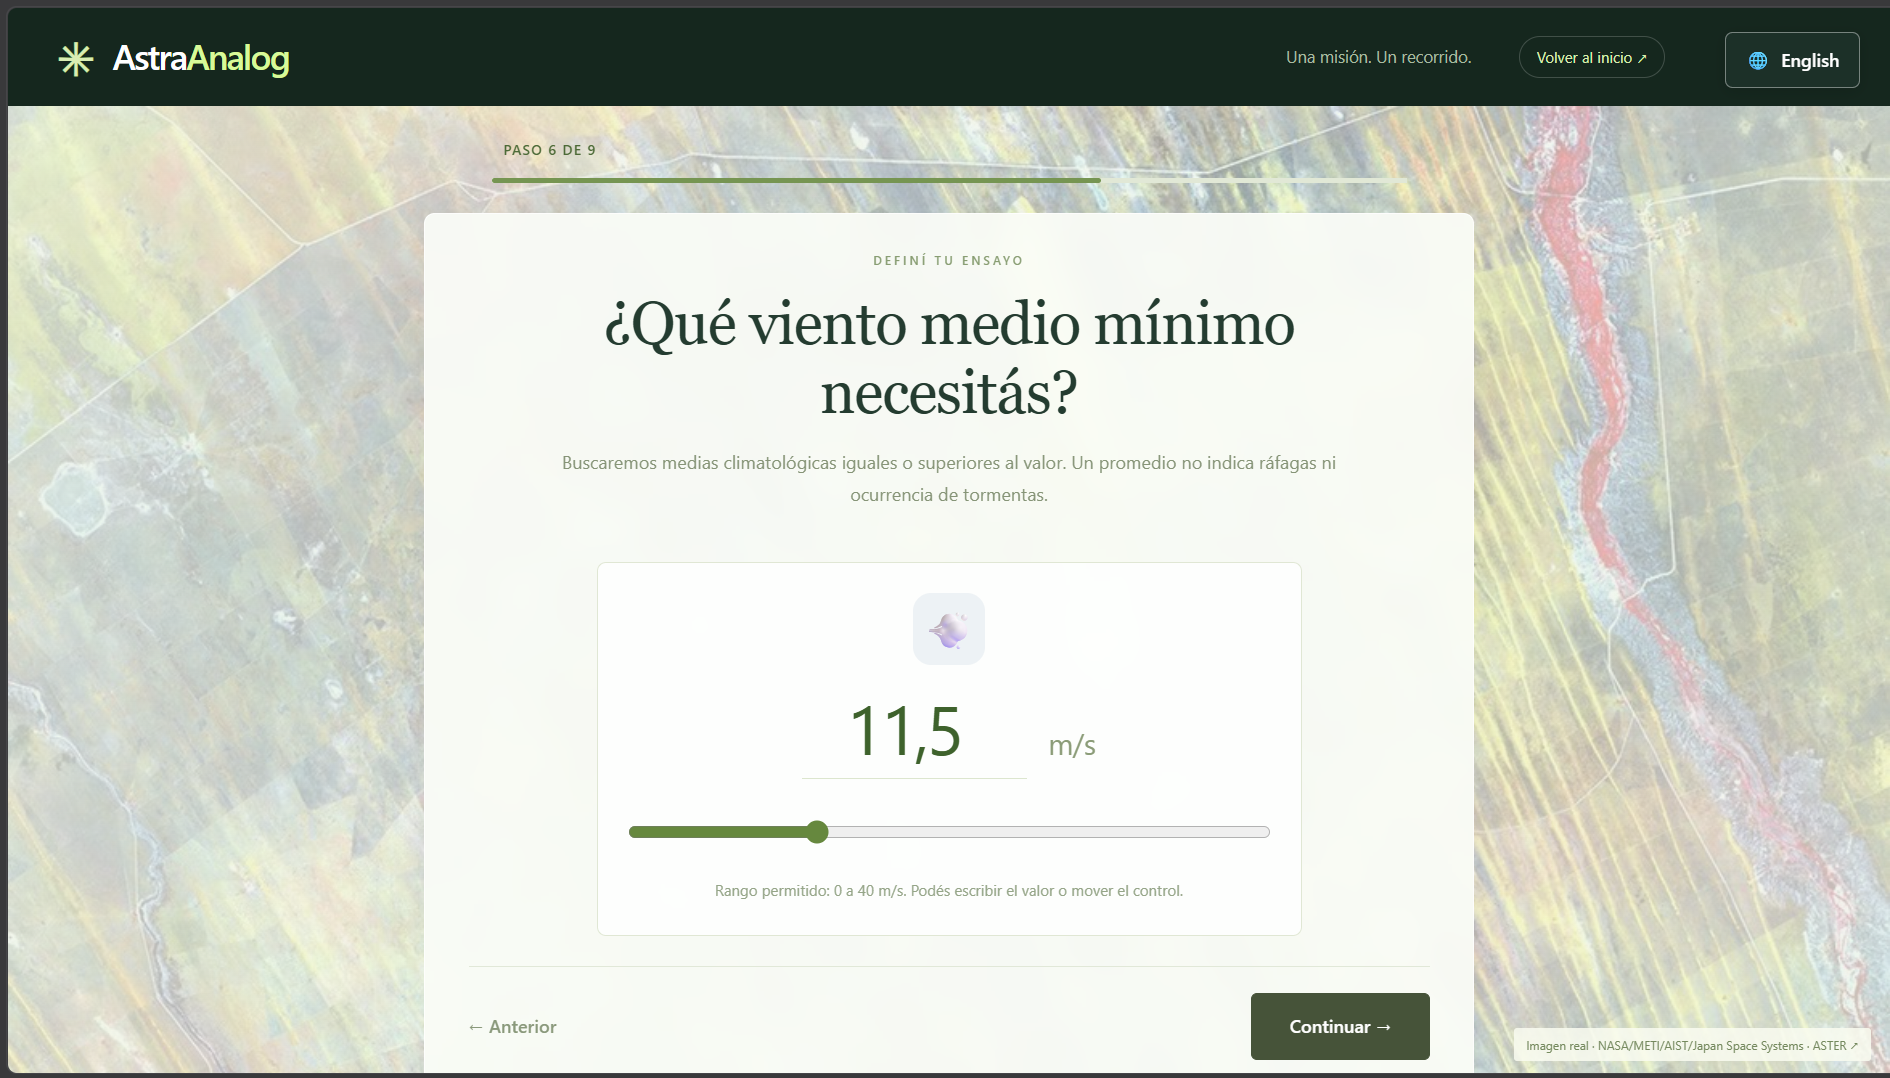 AstraAnalog
Una misión. Un recorrido.
Volver al inicio ↗
English
PASO 6 DE 9
DEFINÍ TU ENSAYO
¿Qué viento medio mínimo
necesitás?
Buscaremos medias climatológicas iguales o superiores al valor. Un promedio no indica ráfagas ni
ocurrencia de tormentas.
11,5 m/s
Rango permitido: 0 a 40 m/s. Podés escribir el valor o mover el control.
← Anterior
Continuar →
Imagen real · NASA/METI/AIST/Japan Space Systems · ASTER ↗